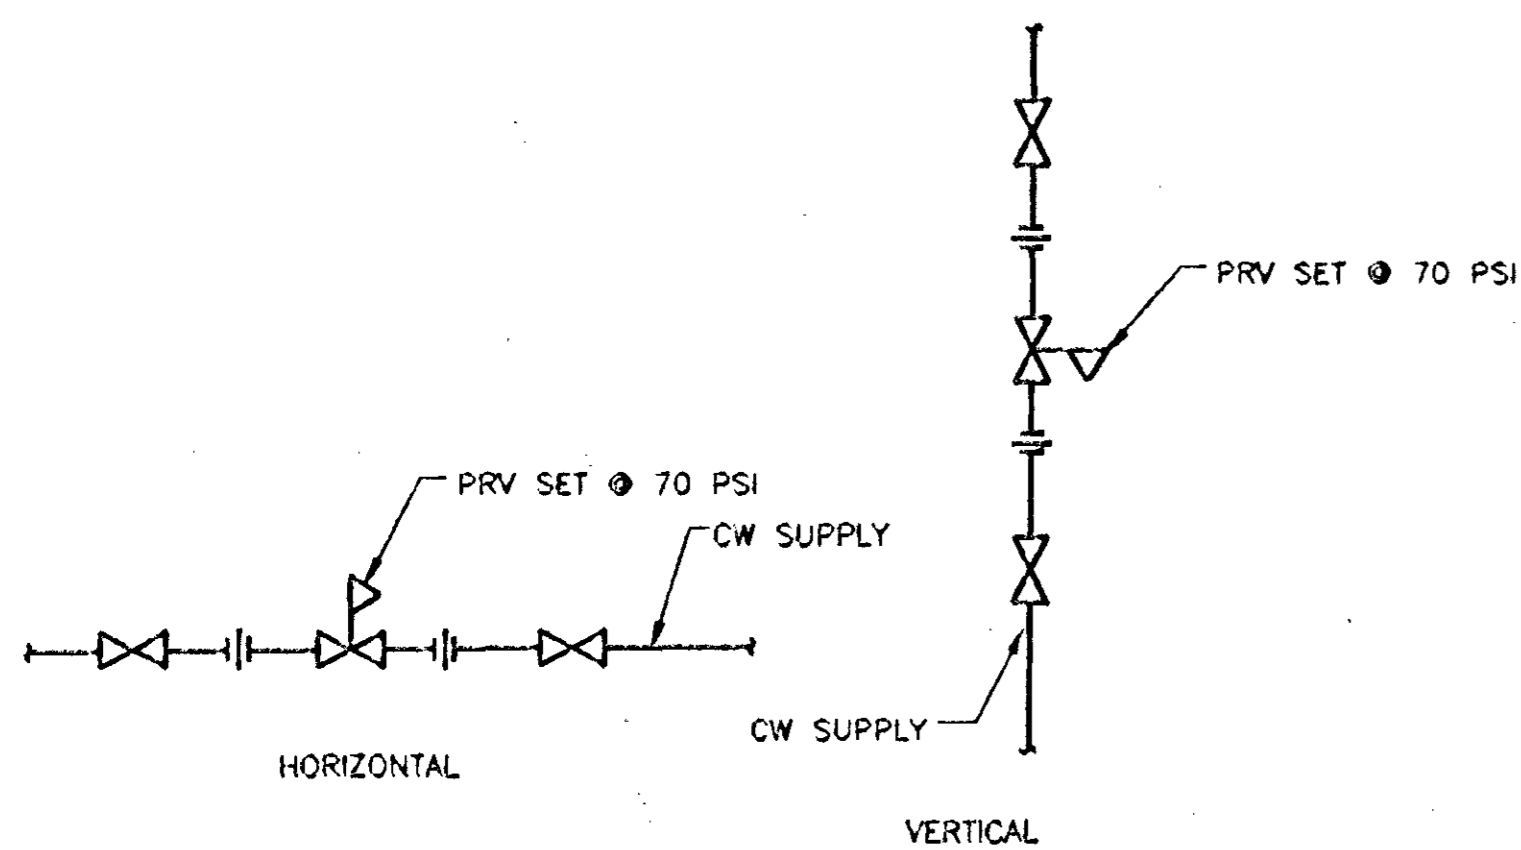 PRV SET @ 70 PSI
PRV SET @ 70 PSI
CW SUPPLY
CW SUPPLY
HORIZONTAL
VERTICAL